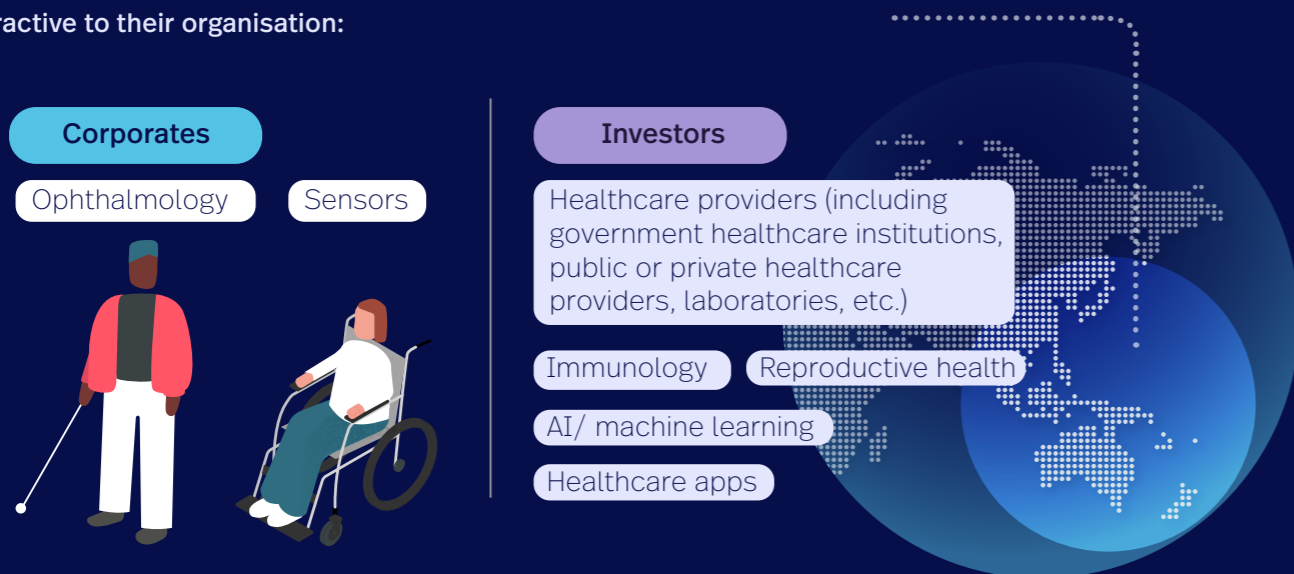 ractive to their organisation:
Corporates
Ophthalmology
Sensors
Investors
Healthcare providers (including
government healthcare institutions,
public or private healthcare
providers, laboratories, etc.)
Immunology
Reproductive health
AI/ machine learning
Healthcare apps